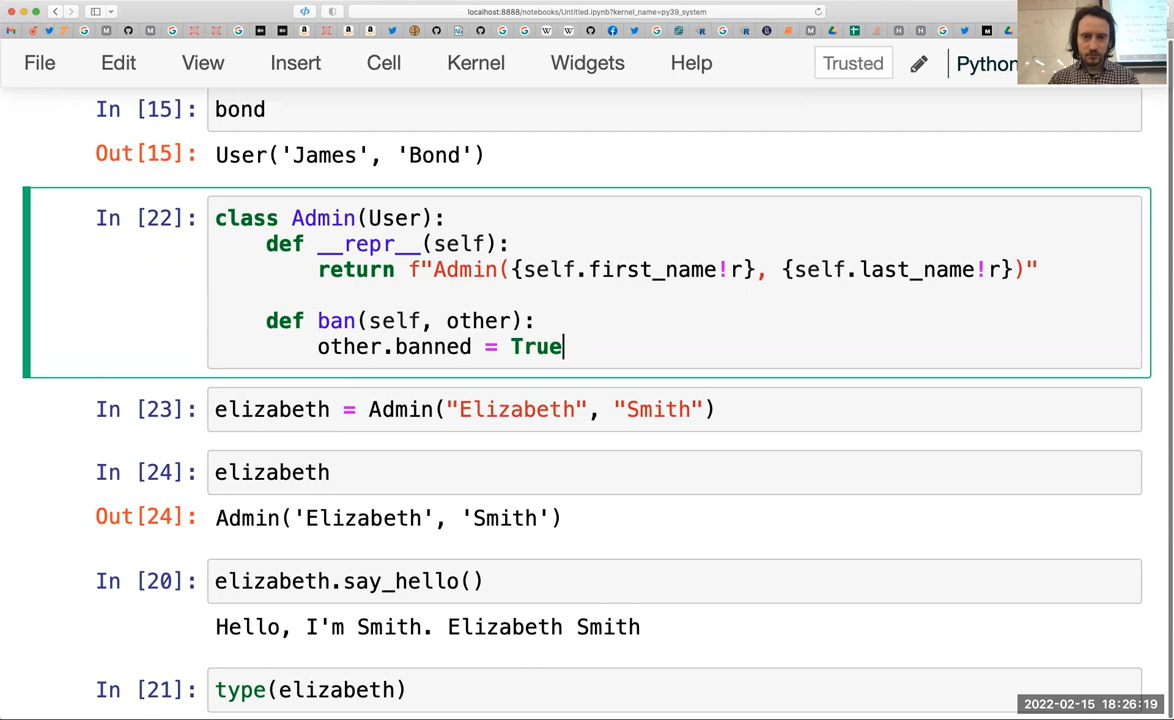 localhost:8888/notebooks/Untitled.ipynb?kernel_name=py39_system
File Edit View Insert Cell Kernel Widgets Help Trusted Python
In [15]: bond
Out[15]: User('James', 'Bond')
In [22]: class Admin(User):
    def __repr__(self):
        return f"Admin({self.first_name!r}, {self.last_name!r})"
    def ban(self, other):
        other.banned = True
In [23]: elizabeth = Admin("Elizabeth", "Smith")
In [24]: elizabeth
Out[24]: Admin('Elizabeth', 'Smith')
In [20]: elizabeth.say_hello()
Hello, I'm Smith. Elizabeth Smith
In [21]: type(elizabeth)
2022-02-15 18:26:19